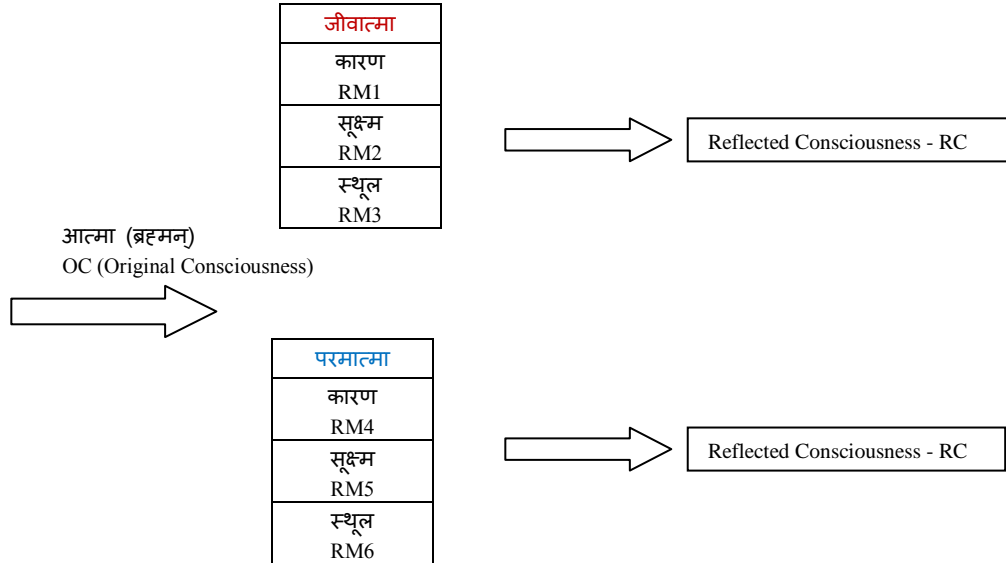 जीवात्मा
कारण
RM1
सूक्ष्म
RM2
स्थूल
RM3
Reflected Consciousness - RC
आत्मा (ब्रह्मन्)
OC (Original Consciousness)
परमात्मा
कारण
RM4
सूक्ष्म
RM5
स्थूल
RM6
Reflected Consciousness - RC